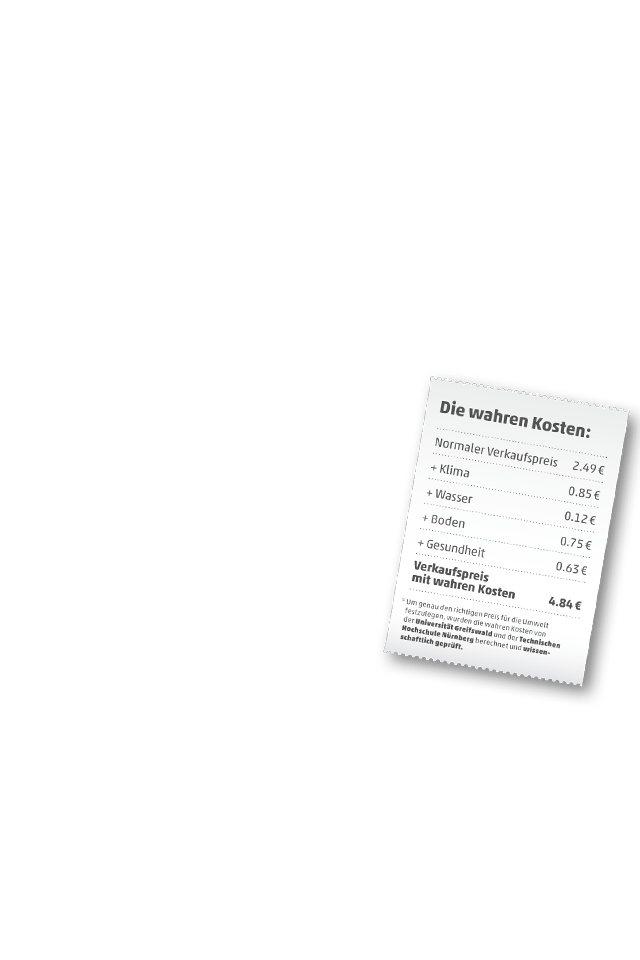 Die wahren Kosten:
Normaler Verkaufspreis 2.49 €
+ Klima 0.85 €
+ Wasser 0.12 €
+ Boden 0.75 €
+ Gesundheit 0.63 €
Verkaufspreis
mit wahren Kosten 4.84 €
* Um genau den richtigen Preis für die Umwelt
festzulegen, wurden die wahren Kosten von
der Universität Greifswald und der Technischen
Hochschule Nürnberg berechnet und wissen-
schaftlich geprüft.